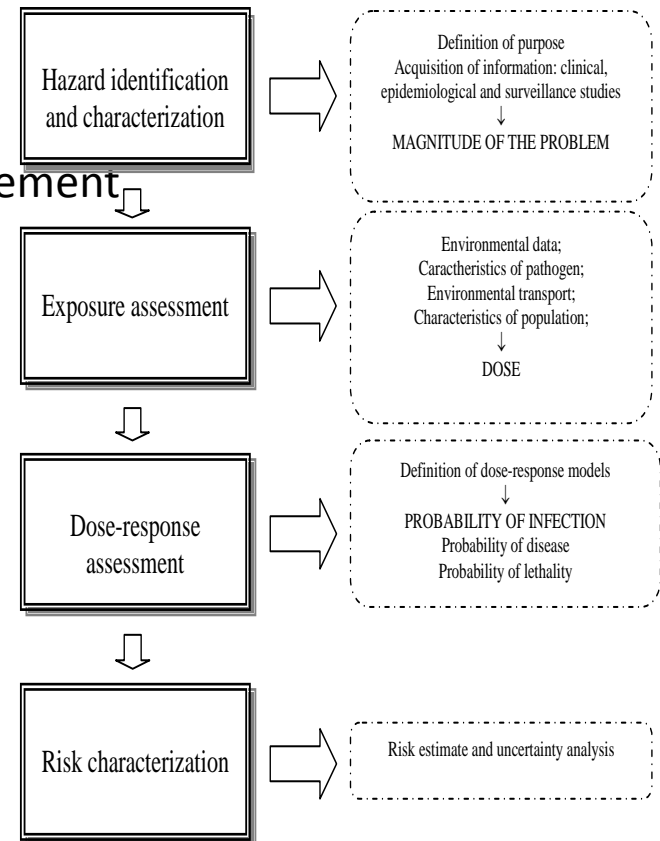 Hazard identification
and characterization
Definition of purpose
Acquisition of information: clinical,
epidemiological and surveillance studies
↓
MAGNITUDE OF THE PROBLEM
ement
Exposure assessment
Environmental data;
Caractheristics of pathogen;
Environmental transport;
Characteristics of population;
↓
DOSE
Dose-response
assessment
Definition of dose-response models
↓
PROBABILITY OF INFECTION
Probability of disease
Probability of lethality
Risk characterization
Risk estimate and uncertainty analysis